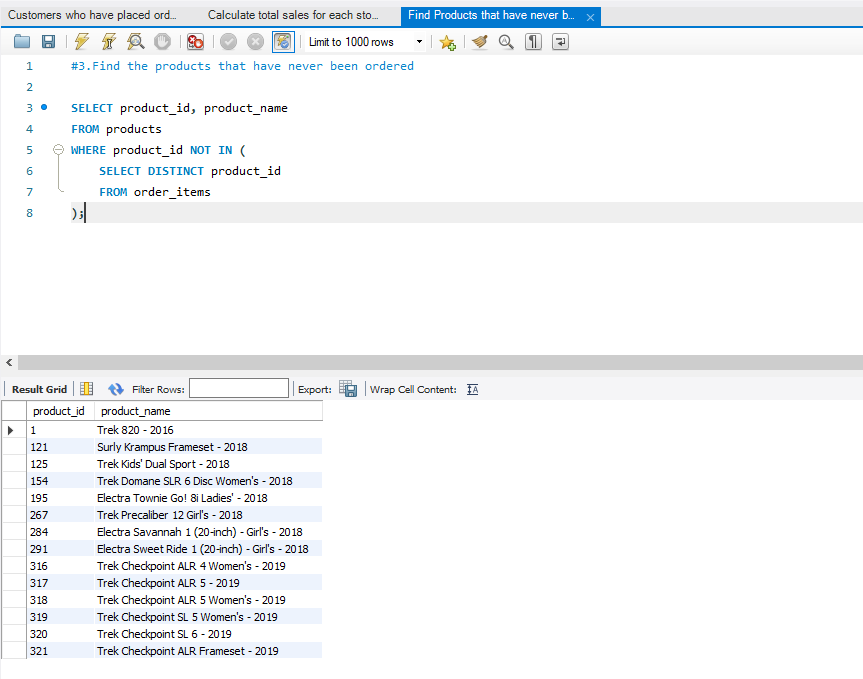 Customers who have placed ord... Calculate total sales for each sto... Find Products that have never b...
Limit to 1000 rows
1 #3.Find the products that have never been ordered
2
3 SELECT product_id, product_name
4 FROM products
5 WHERE product_id NOT IN (
6 SELECT DISTINCT product_id
7 FROM order_items
8 );
Result Grid Filter Rows: Export: Wrap Cell Content: IA
product_id product_name
1 Trek 820 - 2016
121 Surly Krampus Frameset - 2018
125 Trek Kids' Dual Sport - 2018
154 Trek Domane SLR 6 Disc Women's - 2018
195 Electra Townie Go! 8i Ladies' - 2018
267 Trek Precaliber 12 Girl's - 2018
284 Electra Savannah 1 (20-inch) - Girl's - 2018
291 Electra Sweet Ride 1 (20-inch) - Girl's - 2018
316 Trek Checkpoint ALR 4 Women's - 2019
317 Trek Checkpoint ALR 5 - 2019
318 Trek Checkpoint ALR 5 Women's - 2019
319 Trek Checkpoint SL 5 Women's - 2019
320 Trek Checkpoint SL 6 - 2019
321 Trek Checkpoint ALR Frameset - 2019